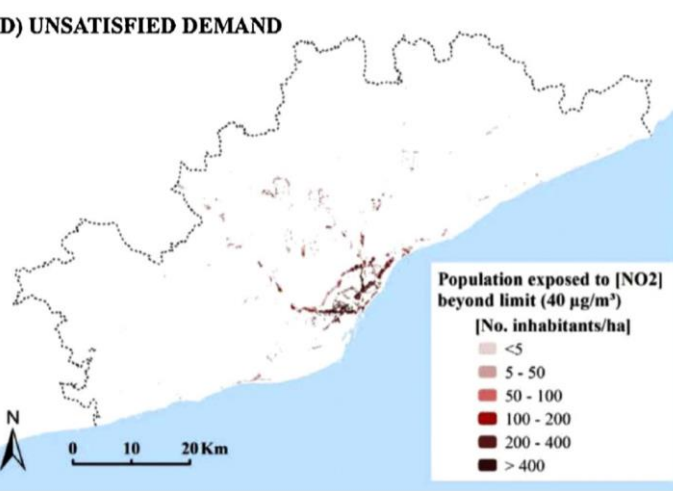 D) UNSATISFIED DEMAND
Population exposed to [NO2]
beyond limit (40 µg/m³)
[No. inhabitants/ha]
<5
5 - 50
50 - 100
100 - 200
200 - 400
> 400
N
0 10 20 Km